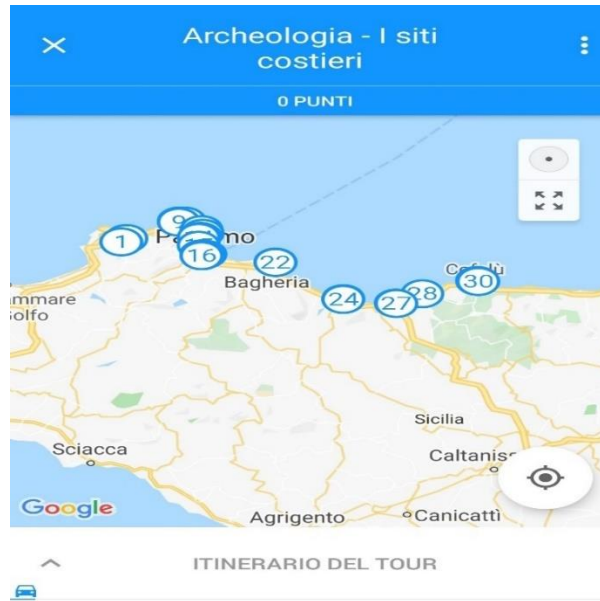 Archeologia - I siti
costieri
0 PUNTI
9
1
16
22
Bagheria
24
27
28
30
mmare
olfo
Sicilia
Sciacca
Google
Agrigento
Canicattì
ITINERARIO DEL TOUR